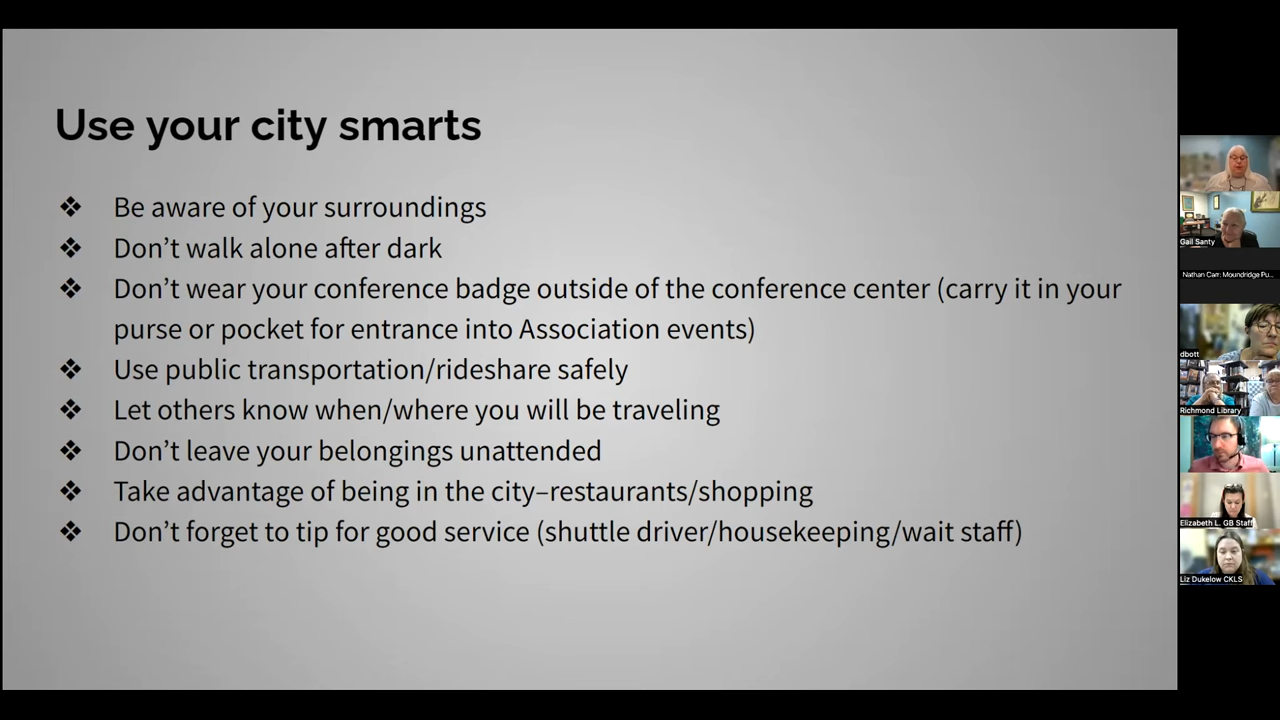 Use your city smarts
❖ Be aware of your surroundings
❖ Don’t walk alone after dark
❖ Don’t wear your conference badge outside of the conference center (carry it in your
purse or pocket for entrance into Association events)
❖ Use public transportation/rideshare safely
❖ Let others know when/where you will be traveling
❖ Don’t leave your belongings unattended
❖ Take advantage of being in the city–restaurants/shopping
❖ Don’t forget to tip for good service (shuttle driver/housekeeping/wait staff)
Gail Santy
Nathan Carr: Moundridge Pu...
dbott
Richmond Library
Elizabeth L. GB Staff
Liz Dukelow CKLS